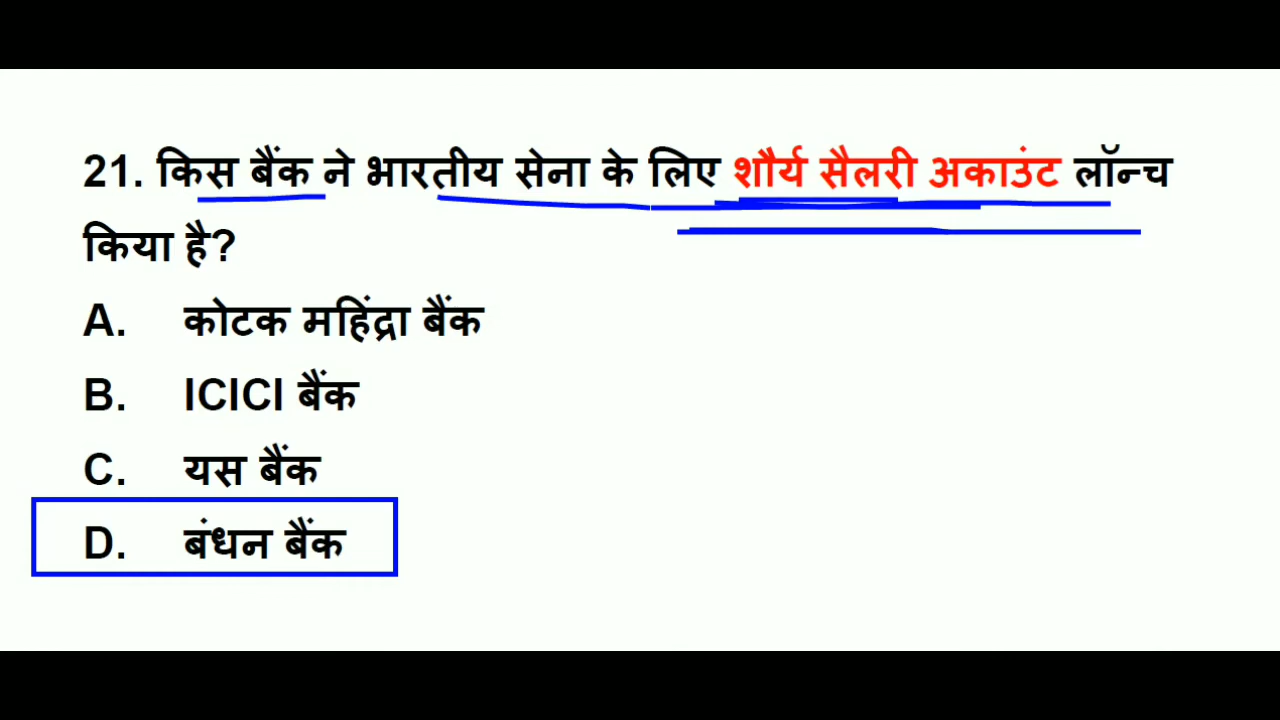 21. किस बैंक ने भारतीय सेना के लिए शौर्य सैलरी अकाउंट लॉन्च
किया है?
A. कोटक महिंद्रा बैंक
B. ICICI बैंक
C. यस बैंक
D. बंधन बैंक